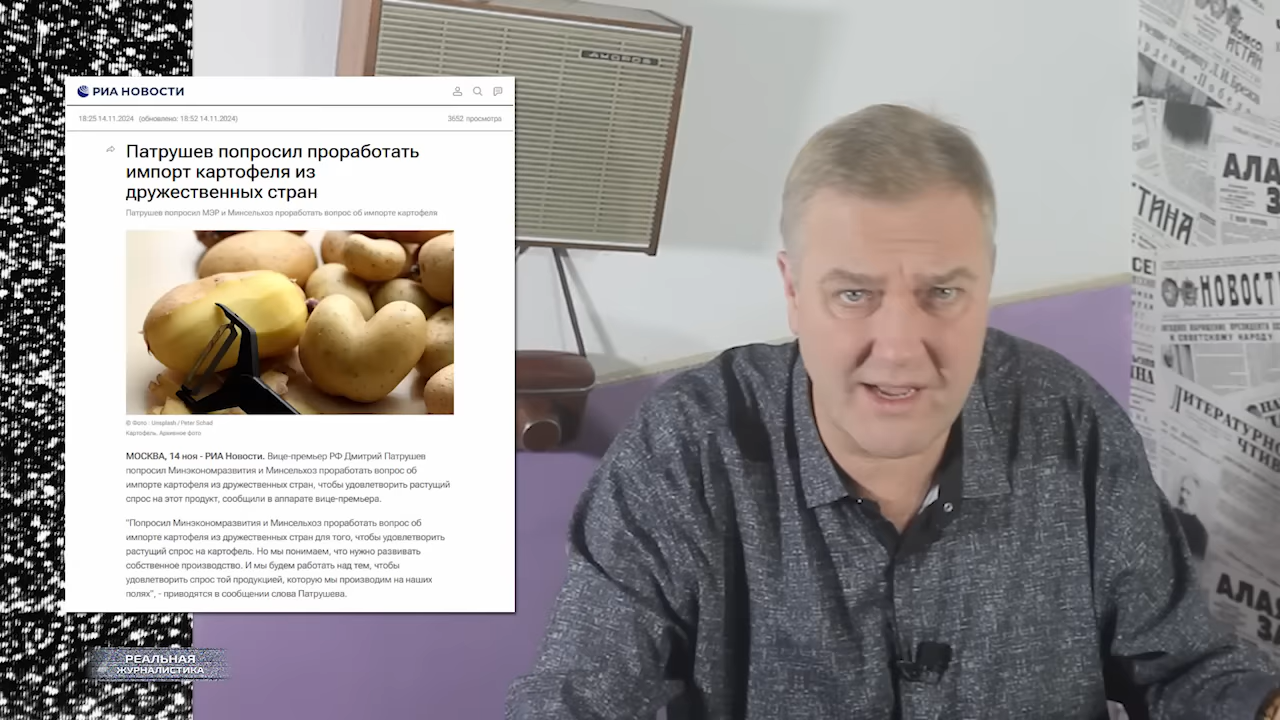 РИА НОВОСТИ
18:25 14.11.2024 (обновлено: 18:52 14.11.2024)
3652 просмотра
Патрушев попросил проработать
импорт картофеля из
дружественных стран
Патрушев попросил МЭР и Минсельхоз проработать вопрос об импорте картофеля
© Фото : Unsplash / Peter Schad
Картофель. Архивное фото
МОСКВА, 14 ноя - РИА Новости. Вице-премьер РФ Дмитрий Патрушев
попросил Минэкономразвития и Минсельхоз проработать вопрос об
импорте картофеля из дружественных стран, чтобы удовлетворить растущий
спрос на этот продукт, сообщили в аппарате вице-премьера.
"Попросил Минэкономразвития и Минсельхоз проработать вопрос об
импорте картофеля из дружественных стран для того, чтобы удовлетворить
растущий спрос на картофель. Но мы понимаем, что нужно развивать
собственное производство. И мы будем работать над тем, чтобы
удовлетворить спрос той продукцией, которую мы производим на наших
полях", - приводятся в сообщении слова Патрушева.
РЕАЛЬНАЯ
ЖУРНАЛИСТИКА
АЛА
НОВОСТ
ЛИТЕРАТУРНО
ЧТИ
АЛА